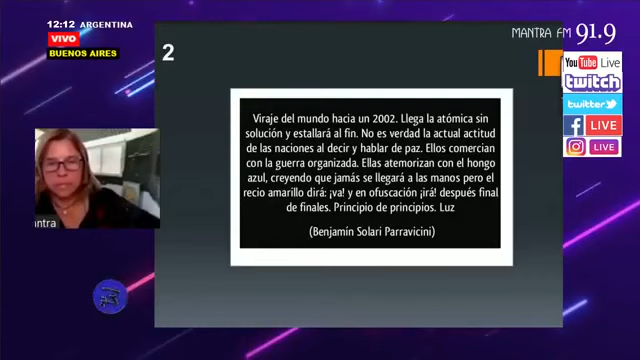 12:12 ARGENTINA
VIVO
BUENOS AIRES
MANTRA FM 91.9
2
You Tube Live
twitch
twitter
LIVE
LIVE
Viraje del mundo hacia un 2002. Llega la atómica sin
solución y estallará al fin. No es verdad la actual actitud
de las naciones al decir y hablar de paz. Ellos comercian
con la guerra organizada. Ellas atemorizan con el hongo
azul, creyendo que jamás se llegará a las manos pero el
recio amarillo dirá: ¡va! y en ofuscación ¡irá! después final
de finales. Principio de principios. Luz
(Benjamín Solari Parravicini)
antra